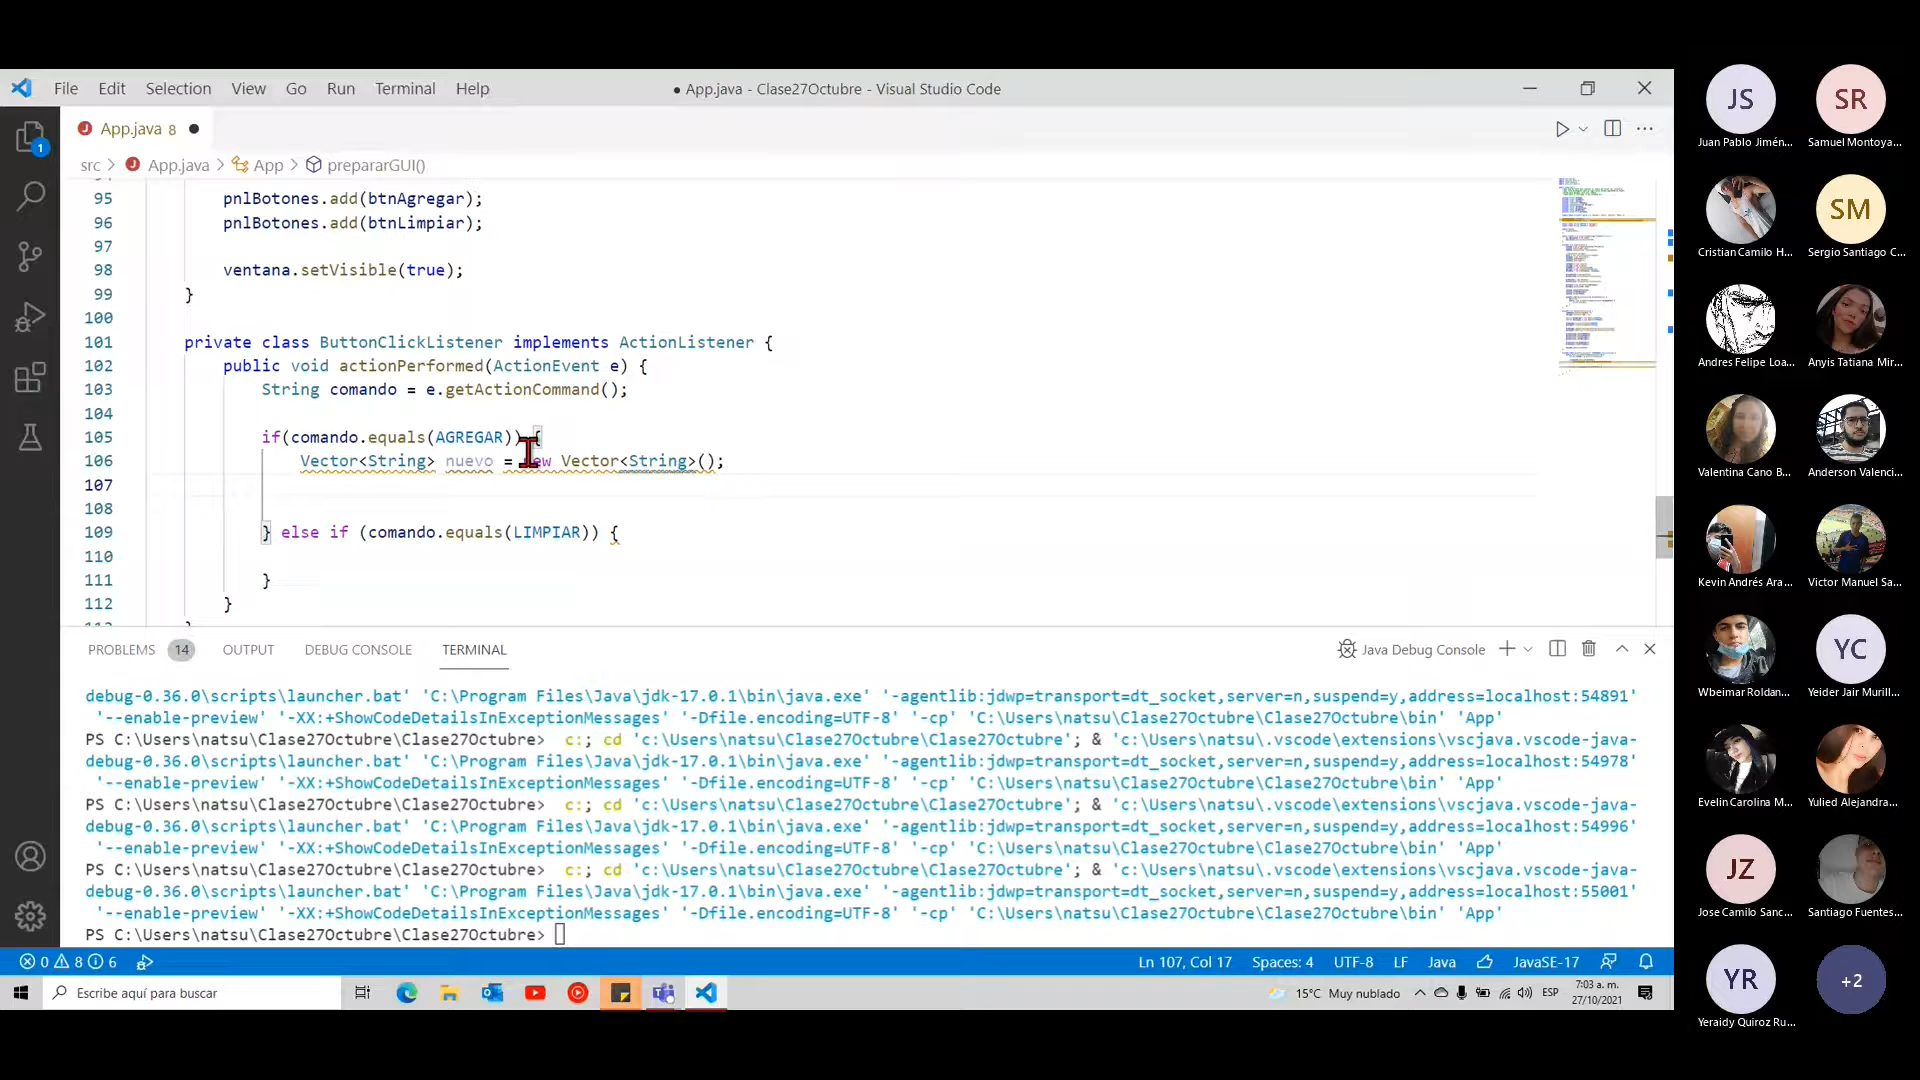 File Edit Selection View Go Run Terminal Help
● App.java - Clase27Octubre - Visual Studio Code
App.java 8 ●
src > App.java > App > prepararGUI()
95 pnlBotones.add(btnAgregar);
96 pnlBotones.add(btnLimpiar);
97
98 ventana.setVisible(true);
99 }
100
101 private class ButtonClickListener implements ActionListener {
102 public void actionPerformed(ActionEvent e) {
103 String comando = e.getActionCommand();
104
105 if(comando.equals(AGREGAR)) {
106 Vector<String> nuevo = new Vector<String>();
107
108
109 } else if (comando.equals(LIMPIAR)) {
110
111 }
112 }
PROBLEMS 14 OUTPUT DEBUG CONSOLE TERMINAL
Java Debug Console
debug-0.36.0\scripts\launcher.bat' 'C:\Program Files\Java\jdk-17.0.1\bin\java.exe' '-agentlib:jdwp=transport=dt_socket,server=n,suspend=y,address=localhost:54891'
'--enable-preview' '-XX:+ShowCodeDetailsInExceptionMessages' '-Dfile.encoding=UTF-8' '-cp' 'C:\Users\natsu\Clase27Octubre\Clase27Octubre\bin' 'App'
PS C:\Users\natsu\Clase27Octubre\Clase27Octubre> c:; cd 'c:\Users\natsu\Clase27Octubre\Clase27Octubre'; & 'c:\Users\natsu\.vscode\extensions\vscjava.vscode-java-
debug-0.36.0\scripts\launcher.bat' 'C:\Program Files\Java\jdk-17.0.1\bin\java.exe' '-agentlib:jdwp=transport=dt_socket,server=n,suspend=y,address=localhost:54978'
'--enable-preview' '-XX:+ShowCodeDetailsInExceptionMessages' '-Dfile.encoding=UTF-8' '-cp' 'C:\Users\natsu\Clase27Octubre\Clase27Octubre\bin' 'App'
PS C:\Users\natsu\Clase27Octubre\Clase27Octubre> c:; cd 'c:\Users\natsu\Clase27Octubre\Clase27Octubre'; & 'c:\Users\natsu\.vscode\extensions\vscjava.vscode-java-
debug-0.36.0\scripts\launcher.bat' 'C:\Program Files\Java\jdk-17.0.1\bin\java.exe' '-agentlib:jdwp=transport=dt_socket,server=n,suspend=y,address=localhost:54996'
'--enable-preview' '-XX:+ShowCodeDetailsInExceptionMessages' '-Dfile.encoding=UTF-8' '-cp' 'C:\Users\natsu\Clase27Octubre\Clase27Octubre\bin' 'App'
PS C:\Users\natsu\Clase27Octubre\Clase27Octubre> c:; cd 'c:\Users\natsu\Clase27Octubre\Clase27Octubre'; & 'c:\Users\natsu\.vscode\extensions\vscjava.vscode-java-
debug-0.36.0\scripts\launcher.bat' 'C:\Program Files\Java\jdk-17.0.1\bin\java.exe' '-agentlib:jdwp=transport=dt_socket,server=n,suspend=y,address=localhost:55001'
'--enable-preview' '-XX:+ShowCodeDetailsInExceptionMessages' '-Dfile.encoding=UTF-8' '-cp' 'C:\Users\natsu\Clase27Octubre\Clase27Octubre\bin' 'App'
PS C:\Users\natsu\Clase27Octubre\Clase27Octubre>
0 8 6
Ln 107, Col 17 Spaces: 4 UTF-8 LF Java JavaSE-17
Escribe aquí para buscar
15°C Muy nublado ESP
7:03 a. m.
27/10/2021
1
JS SR
Juan Pablo Jimén... Samuel Montoya...
SM
Cristian Camilo H... Sergio Santiago C...
Andres Felipe Loa... Anyis Tatiana Mir...
Valentina Cano B... Anderson Valenci...
Kevin Andrés Ara... Victor Manuel Sa...
YC
Wbeimar Roldan... Yeider Jair Murill...
Evelin Carolina M... Yulied Alejandra...
JZ
Jose Camilo Sanc... Santiago Fuentes...
YR +2
Yeraidy Quiroz Ru...